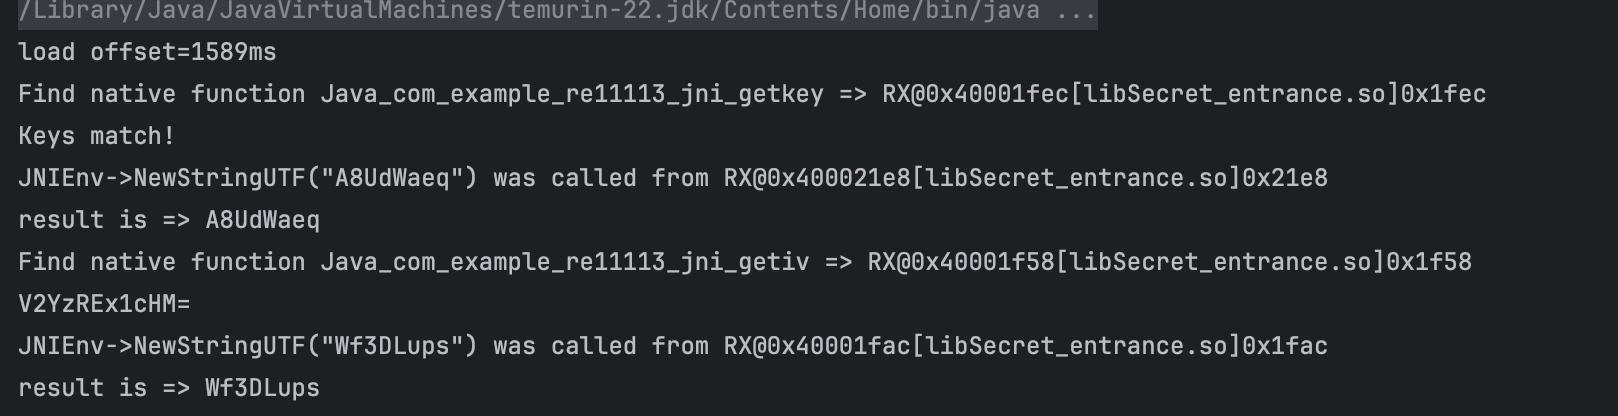 /Library/Java/JavaVirtualMachines/temurin-22.jdk/Contents/Home/bin/java ...
load offset=1589ms
Find native function Java_com_example_re11113_jni_getkey => RX@0x40001fec[libSecret_entrance.so]0x1fec
Keys match!
JNIEnv->NewStringUTF("A8UdWaeq") was called from RX@0x400021e8[libSecret_entrance.so]0x21e8
result is => A8UdWaeq
Find native function Java_com_example_re11113_jni_getiv => RX@0x40001f58[libSecret_entrance.so]0x1f58
V2YzREx1cHM=
JNIEnv->NewStringUTF("Wf3DLups") was called from RX@0x40001fac[libSecret_entrance.so]0x1fac
result is => Wf3DLups